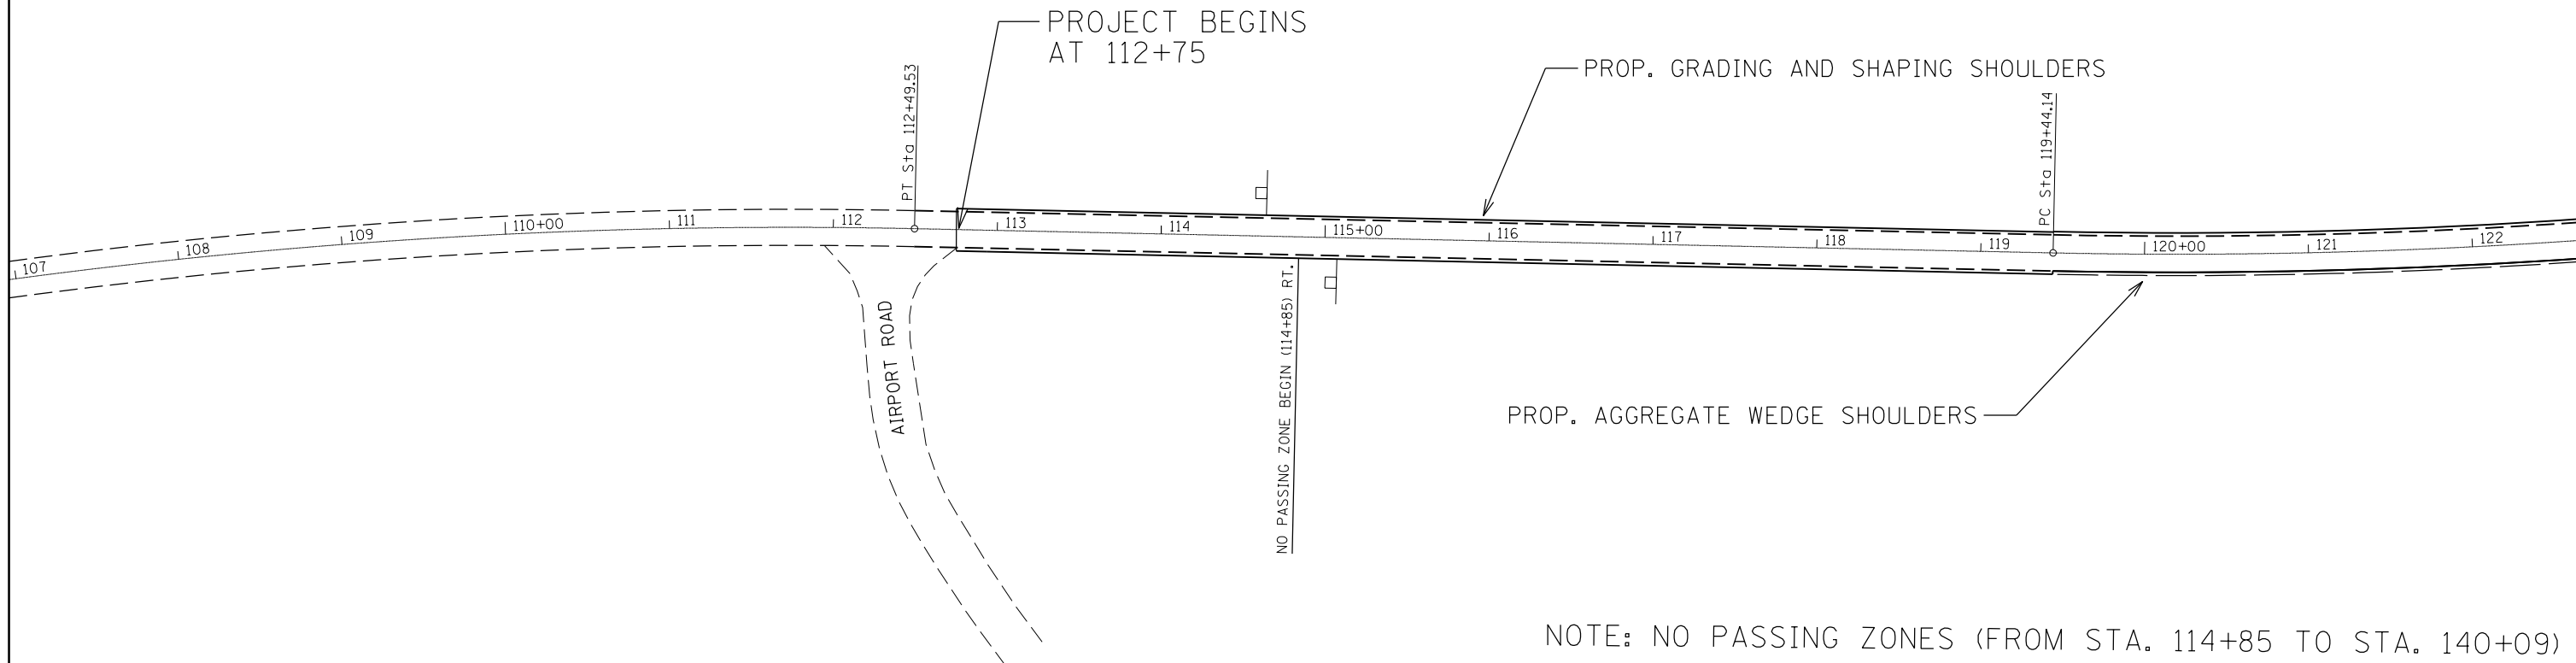 PROJECT BEGINS
AT 112+75
PROP. GRADING AND SHAPING SHOULDERS
PT Sta 112+49.53
PC Sta 119+44.14
107
108
109
110+00
111
112
113
114
115+00
116
117
118
119
120+00
121
122
AIRPORT ROAD
NO PASSING ZONE BEGIN (114+85) RT.
PROP. AGGREGATE WEDGE SHOULDERS
NOTE: NO PASSING ZONES (FROM STA. 114+85 TO STA. 140+09)